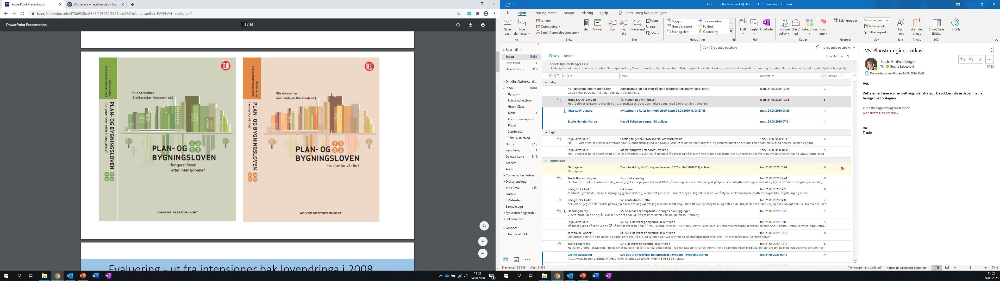 PowerPoint Presentation
Workplace – registrer deg / logg
ks.no/contentassets/573a930fea5643f196012f6321bbc833/nils-aarsaether-EVAPLAN-resultat.pdf
PowerPoint Presentation
3 / 16
Nils Aarsæther
Gro Sandkjær Hanssen (red.)
PLAN- OG BYGNINGSLOVEN
- fungerer loven etter intensjonene?
2008
Nils Aarsæther
Gro Sandkjær Hanssen (red.)
PLAN- OG 2008
BYGNINGSLOVEN
- fungerer loven
etter intensjonene?
UNIVERSITETSFORLAGET
Nils Aarsæther
Gro Sandkjær Hanssen (red.)
PLAN- OG BYGNINGSLOVEN
- en lov for vår tid?
2008
Nils Aarsæther
Gro Sandkjær Hanssen(red.)
PLAN- OG 2008
BYGNINGSLOVEN
- en lov for vår tid?
UNIVERSITETSFORLAGET
Evaluering - ut fra intensjoner bak lovendringa i 2008
11:02
24.08.2020
Inbox - Grethe.Salvesvold@lillestrom.kommune.no - Outlook
Fil Hjem Send og motta Mappe Visning Hjelp Fortell meg hva du vil gjøre
Ny e-post
Nye elementer
Ny
Ignorer
Opprydding
Send til søppelpostmappe
Slett
Arkiver
Slett
Svar
Svar alle
Videresend
Møte
IM
Mer
Svar
Bygg.no
Gruppe-e-post
Svar og slett
Til overordnet
Fullført
Opprett ny
Hurtigtrinn
Flytt
Regler
OneNote
Flytt
Tilordne policy
Ulest/lest
Kategoriser
Følg opp
Koder
Søk i grupper
Grupper
Søk etter personer
Adressebok
Filtrer e-post
Søk
Les høyt
Tale
Skaff deg tillegg
Tillegg
Show/Hide Sidebar
360°
Insights
Favoritter
Inbox 5481
Sent Items 1
Deleted Items 316
Grethe.Salvesvol...
Inbox 5481
Bygg.no
Estate nyhetsbrev
Green Cities
Kjeller 1
Kommunal rapport
Privat
Samferdsel
Teknisk ukeblad
Drafts [73]
Sent Items 1
Deleted Items 316
Archive
Arkiv
Conversation History
Diskusjonslogg
Junk Email [35]
Outbox
RSS-feeder
Samtalelogg
Synkroniseringsprob...
Søkemapper
Grupper
Du har ikke blitt m...
Søk i Gjeldende postboks
Gjeldende postboks
Fokus Annet
Etter Dato
Annet: Nye meldinger (33)
Heidi Lippestad, Lover og regler | Confex, Næringseiendom, Viviann Sandem, Nyhetsbrev fra DOGA, Ingunn Aune Steinbakken, Samferdsel, Posjektkoordinering | Confex, Norges forskningsråd, Estate Nyheter Norge, By...
Fra Emne Mottatt K. S. Omtale
I dag
no-reply@sharepointonline.com Administratoren har svart på din forespørsel om planstrategi tekst man. 24.08.2020 10:43 7.
Gode nyheter. Du har nå tilgang til planstrategi tekst.
Trude Bratvoldengen VS: Planstrategien - utkast man. 24.08.2020 10:35 5.
Hei, Dette er lenkene som er delt ang. planstrategi. De jobber i disse dager med å ferdigstille strategien.
ikkesvar@ruter.no Kvittering fra Ruter for mobilbillett kjøpt 24.08.2020 kl. 08:27:45 man. 24.08.2020 08:28 1.
Estate Nyheter Norge Her vil Tollefsen bygge 168 boliger man. 24.08.2020 07:01 1.
I går
Inga Salvesvold Forslag til generell forespørsel om mastertema søn. 23.08.2020 11:33 4.
Hei, Til våren skal jeg skrive masteroppgave i eiendomsutvikling ved NMBU. Studiet fokuserer på tidligfase, og omfatter blant annet kurs i eiendomsmarked og analyse, byplanlegging,
Inga Salvesvold Masteroppgave i eiendomsutvikling søn. 23.08.2020 10:32 4.
Hei, I sommer har jeg vært trainee i OBOS Nye Hjem. Da var jeg så heldig å få være med på et møte med Hanne Løvbrøtte der hun fortalte om hvordan utviklingsavdelingen i OBOS jobber med
Forrige uke
Nettskjema Din påmelding til «Storbykonferansen 2020» (Ref. 8948327) er levert fre. 21.08.2020 16:09 6.
Nettskjema
Trude Bratvoldengen Oppstart mandag fre. 21.08.2020 14:41 8.
Hei Grethe, Tenkte å informere deg om at jeg ikke er på jobb før ca kl 1000 på mandag. Vi har et lite prosjekt på fjellet så vi utnytter søndagen fullt ut og kjører rett derifra til jobb på mandag
Erling Dokk Holm tekst kurs fre. 21.08.2020 14:13 6.
Modul 8: Bypolitikk, samspill, styring og gjennomføring, versjon 21 juni 2020 Kurset tilbys til fagfolk som ønsker å styrke sin kompetanse knyttet til bypolitikk, regulering og andre
Erling Dokk Holm Sv: Kontaktinfo Grethe fre. 21.08.2020 14:03 7.
hei Grethe jeg er helt usikker på hva jeg har sendt deg og hva jeg ikke har sendt deg. har fått nye epost-system, og hatt en del tull, men her er det slik jeg har planlagt det. Si i fra om noe ikke
Henning Berby VS: Seminar om boligsosiale hensyn i planleggingen fre. 21.08.2020 13:25 1.
Videresender denne også. Når ser det det endelig ut til at kontrakten kommer på plass. Henning
Inga Salvesvold Re: SV: Lillestrøm godkjenner ikke frikjøp fre. 21.08.2020 13:02 5.
Nå ble jeg glad på dine vegne så fint at det løste seg! fre. 21. aug. 2020 kl. 12:33 skrev Grethe Salvesvold <Grethe.Salvesvold@lillestrom.kommune.no <mailto:Grethe.Salvesvold@lillestro...
Jordbakke, Anders RE: SV: Lillestrøm godkjenner ikke frikjøp fre. 21.08.2020 12:36 8.
Det ordner seg for snille gutter sa alltid mora mi! Nå ble jeg veldig glad!! Og ser fram til en strålende høst med deg! Anders Jordbakke Seniorrådgiver
Torild Fagerbekk SV: Lillestrøm godkjenner ikke frikjøp fre. 21.08.2020 12:17 6.
Hei igjen Grethe, Travle tider, beklager at du ikke har fått svar på dette før nå! Jeg har tatt en ny runde internt her og samtidig tillatt meg å ta en telefonsamtale med Trude Bratvoldengen hos
Grethe Salvesvold Syv tips til et vellykket boligprosjekt : Bygg.no - Byggeindustrien fre. 21.08.2020 09:17 4.
http://www.bygg.no/article/1440837 Mvh Grethe Salvesvold Mobil 48 08 88 28 <slutt>
VS: Planstrategien - utkast
Trude Bratvoldengen
Til Grethe Salvesvold
10:35
Du svarte på meldingen 24.08.2020 10:40.
Hei,
Dette er lenkene som er delt ang. planstrategi. De jobber i disse dager med å
ferdigstille strategien.
kunnskapsgrunnlag tekst.docx
planstrategi tekst.docx
mv
Trude
Elementer: 32 886 Ulest: 5 481
Alle mapper er oppdatert. Koblet til: Microsoft Exchange 100 %
11:02
24.08.2020